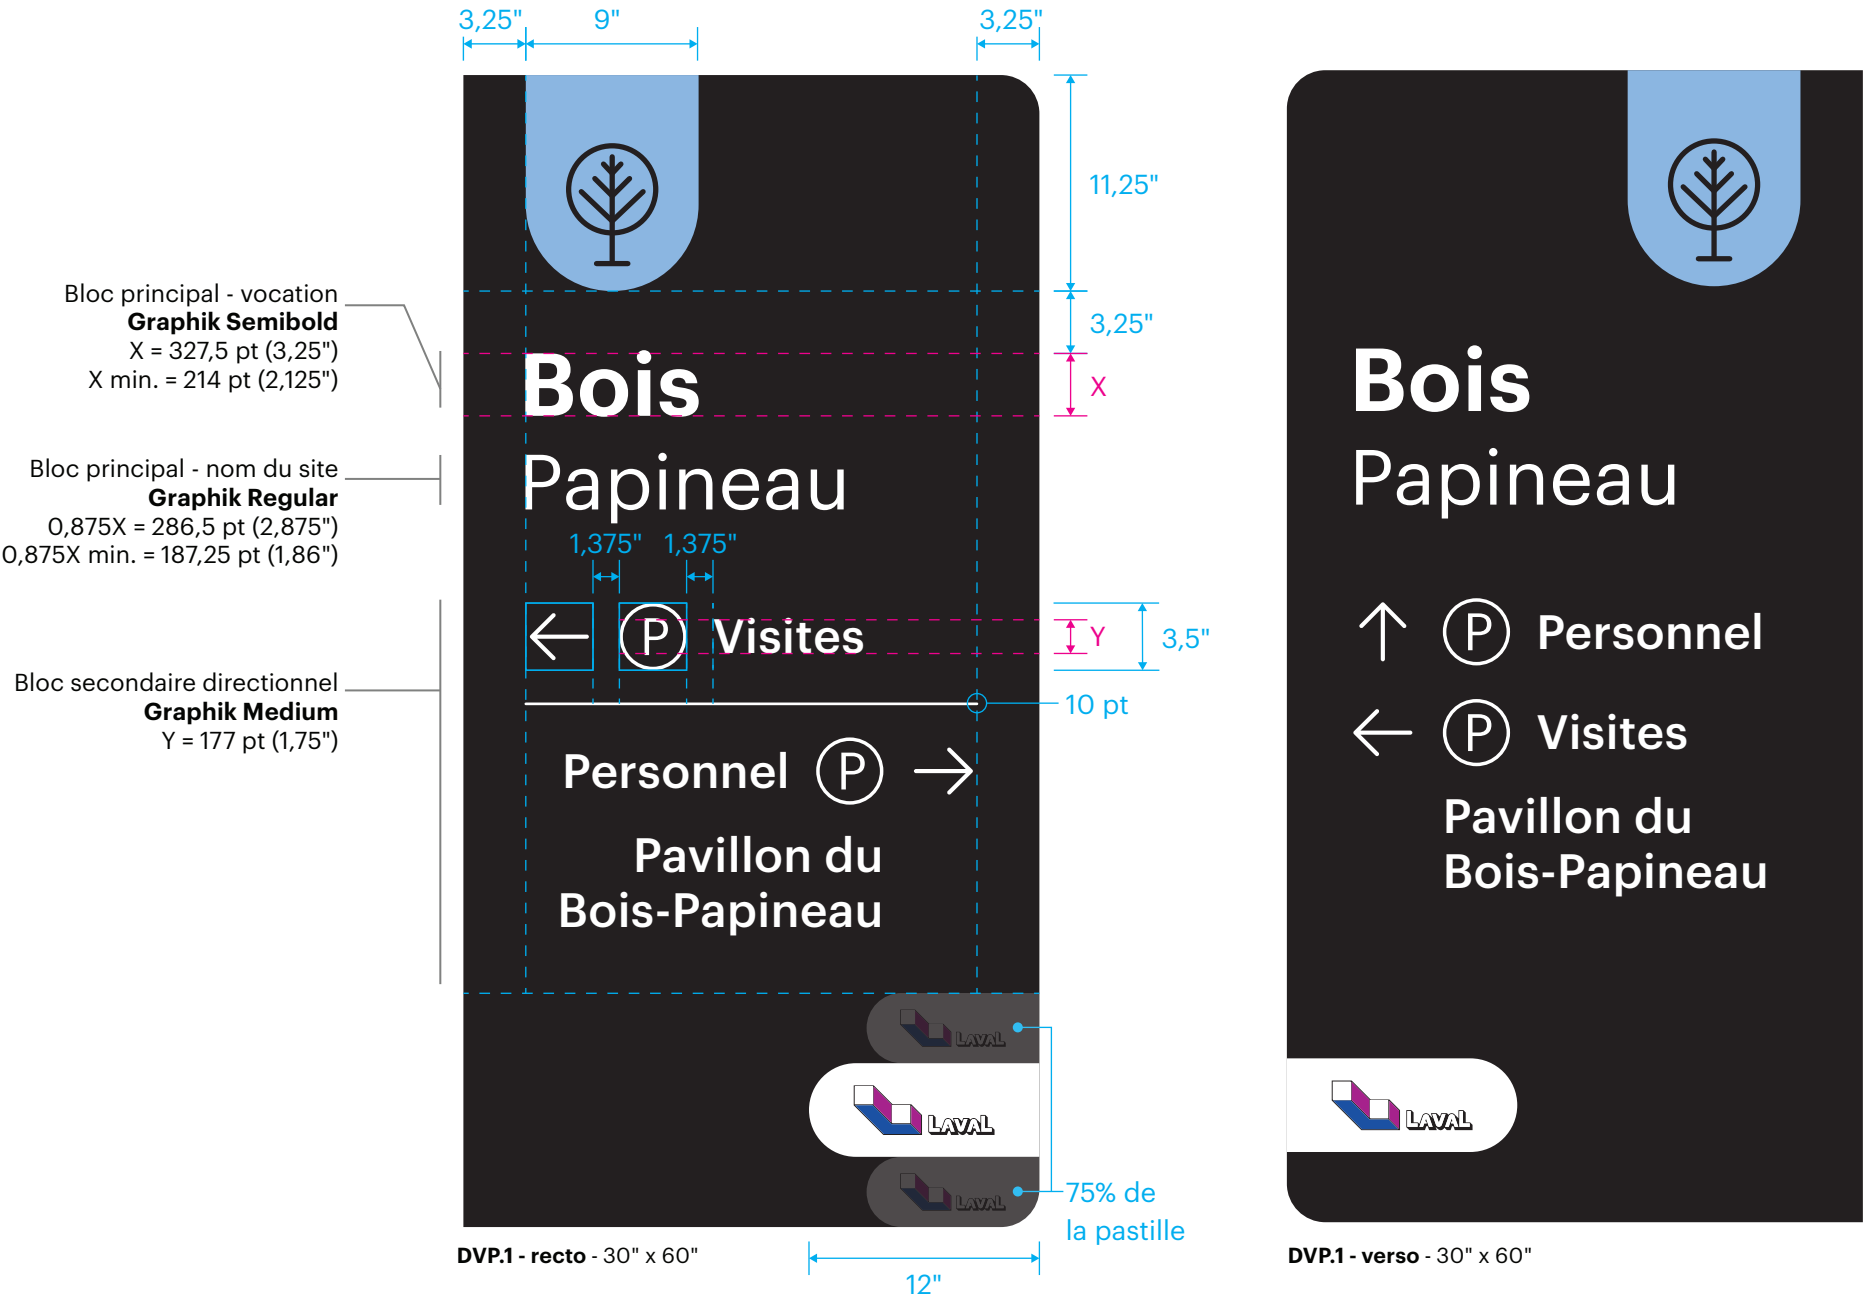 3,25" 9" 3,25"
11,25"
3,25"
X
Bloc principal - vocation
Graphik Semibold
X = 327,5 pt (3,25")
X min. = 214 pt (2,125")
Bloc principal - nom du site
Graphik Regular
0,875X = 286,5 pt (2,875")
0,875X min. = 187,25 pt (1,86")
Bloc secondaire directionnel
Graphik Medium
Y = 177 pt (1,75")
Bois
Papineau
1,375" 1,375"
P Visites
Y
3,5"
10 pt
Personnel P
Pavillon du
Bois-Papineau
LAVAL
LAVAL
LAVAL
75% de
la pastille
DVP.1 - recto - 30" x 60"
12"
Bois
Papineau
P Personnel
P Visites
Pavillon du
Bois-Papineau
LAVAL
DVP.1 - verso - 30" x 60"